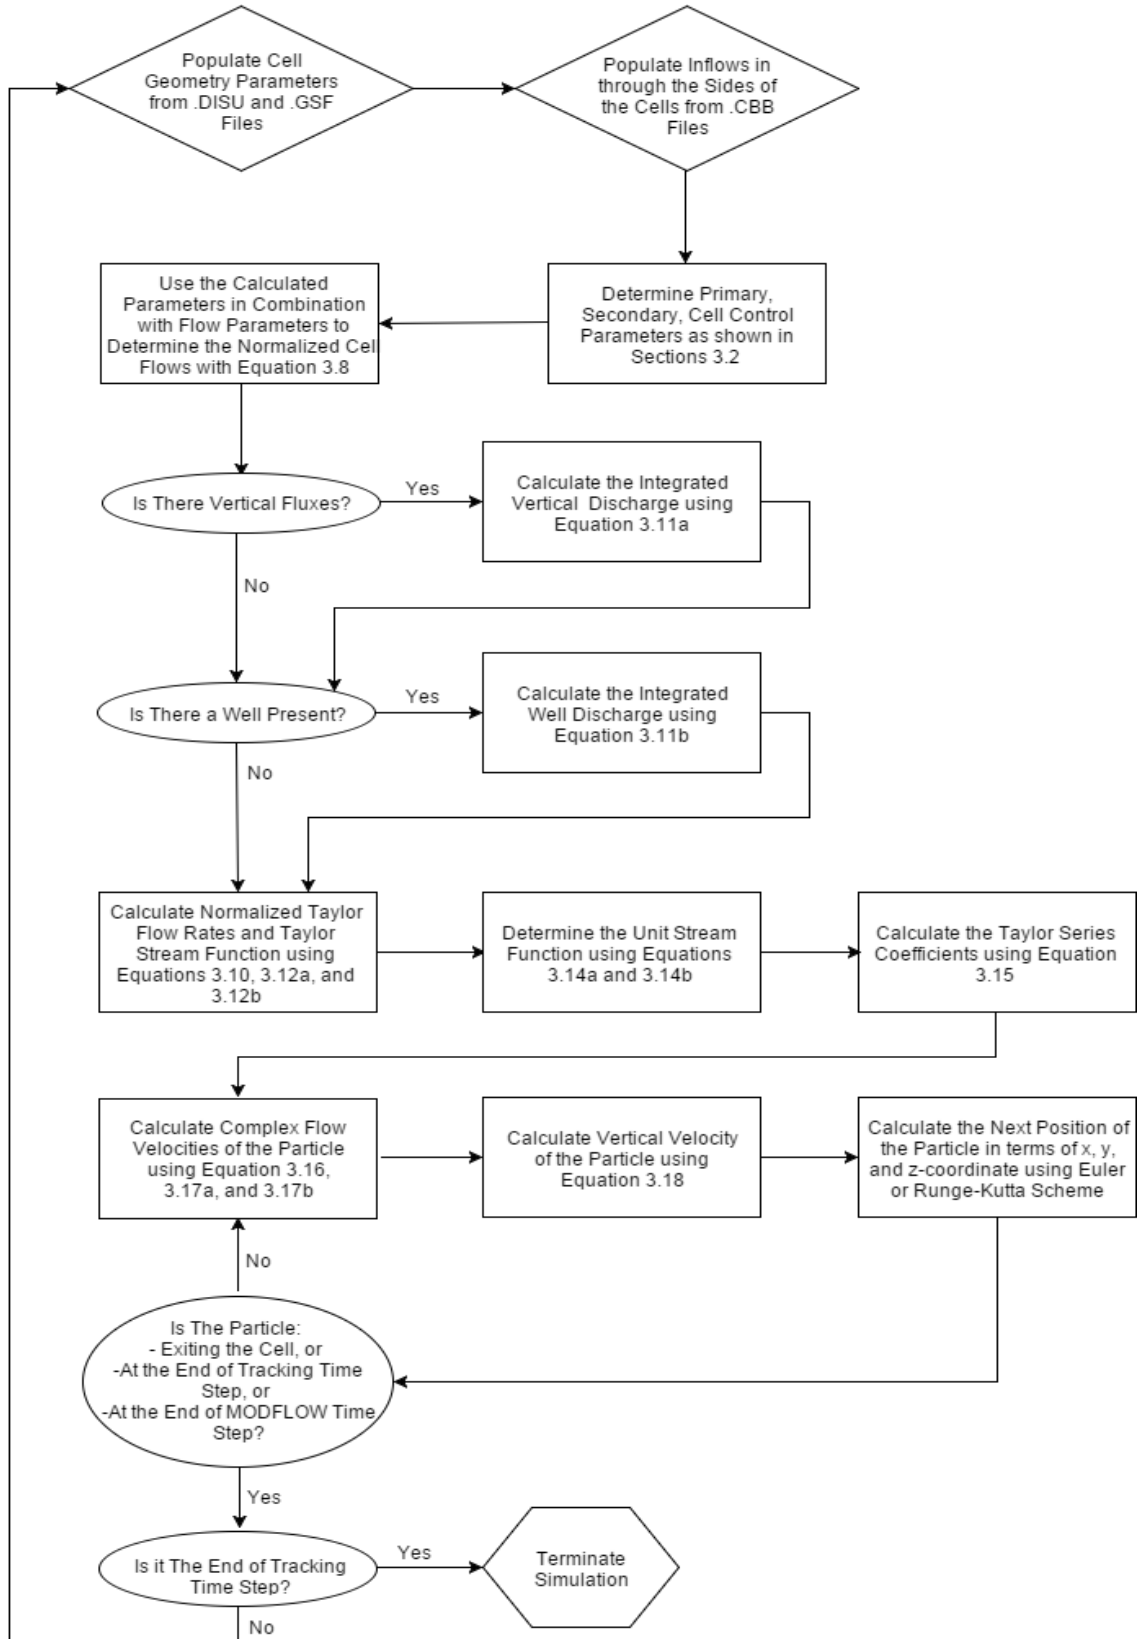 Populate Cell
Geometry Parameters
from .DISU and .GSF
Files
Populate Inflows in
through the Sides of
the Cells from .CBB
Files
Use the Calculated
Parameters in Combination
with Flow Parameters to
Determine the Normalized Cell
Flows with Equation 3.8
Determine Primary,
Secondary, Cell Control
Parameters as shown in
Sections 3.2
Is There Vertical Fluxes?
Yes
Calculate the Integrated
Vertical Discharge using
Equation 3.11a
No
Is There a Well Present?
Yes
Calculate the Integrated
Well Discharge using
Equation 3.11b
No
Calculate Normalized Taylor
Flow Rates and Taylor
Stream Function using
Equations 3.10, 3.12a, and
3.12b
Determine the Unit Stream
Function using Equations
3.14a and 3.14b
Calculate the Taylor Series
Coefficients using Equation
3.15
Calculate Complex Flow
Velocities of the Particle
using Equation 3.16,
3.17a, and 3.17b
Calculate Vertical Velocity
of the Particle using
Equation 3.18
Calculate the Next Position of
the Particle in terms of x, y,
and z-coordinate using Euler
or Runge-Kutta Scheme
No
Is The Particle:
- Exiting the Cell, or
-At the End of Tracking Time
Step, or
-At the End of MODFLOW Time
Step?
Yes
Is it The End of Tracking
Time Step?
Yes
Terminate
Simulation
No